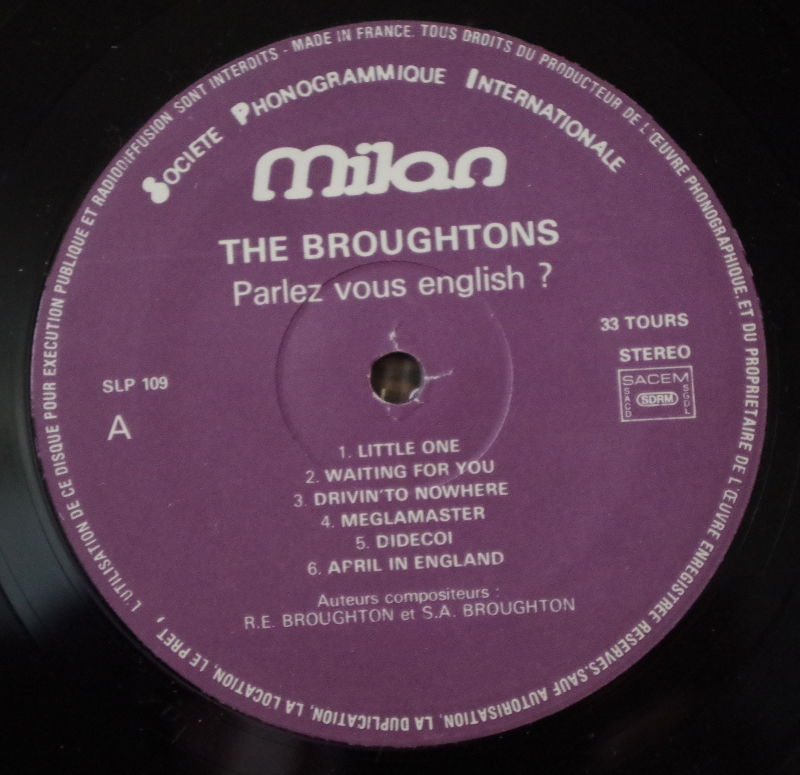 L'UTILISATION DE CE DISQUE POUR EXECUTION PUBLIQUE ET RADIODIFFUSION SONT INTERDITS - MADE IN FRANCE. TOUS DROITS DU PRODUCTEUR DE L'ŒUVRE PHONOGRAPHIQUE. ET DU PROPRIETAIRE DE L'ŒUVRE ENREGISTREE RESERVES. SAUF AUTORISATION, LA DUPLICATION, LA LOCATION, LE PRET,
SOCIETE PHONOGRAMMIQUE INTERNATIONALE
Milan
THE BROUGHTONS
Parlez vous english ?
33 TOURS
STEREO
SACEM
SACD
SDRM
SGDL
SLP 109
A
1. LITTLE ONE
2. WAITING FOR YOU
3. DRIVIN'TO NOWHERE
4. MEGLAMASTER
5. DIDECOI
6. APRIL IN ENGLAND
Auteurs compositeurs :
R.E. BROUGHTON et S.A. BROUGHTON